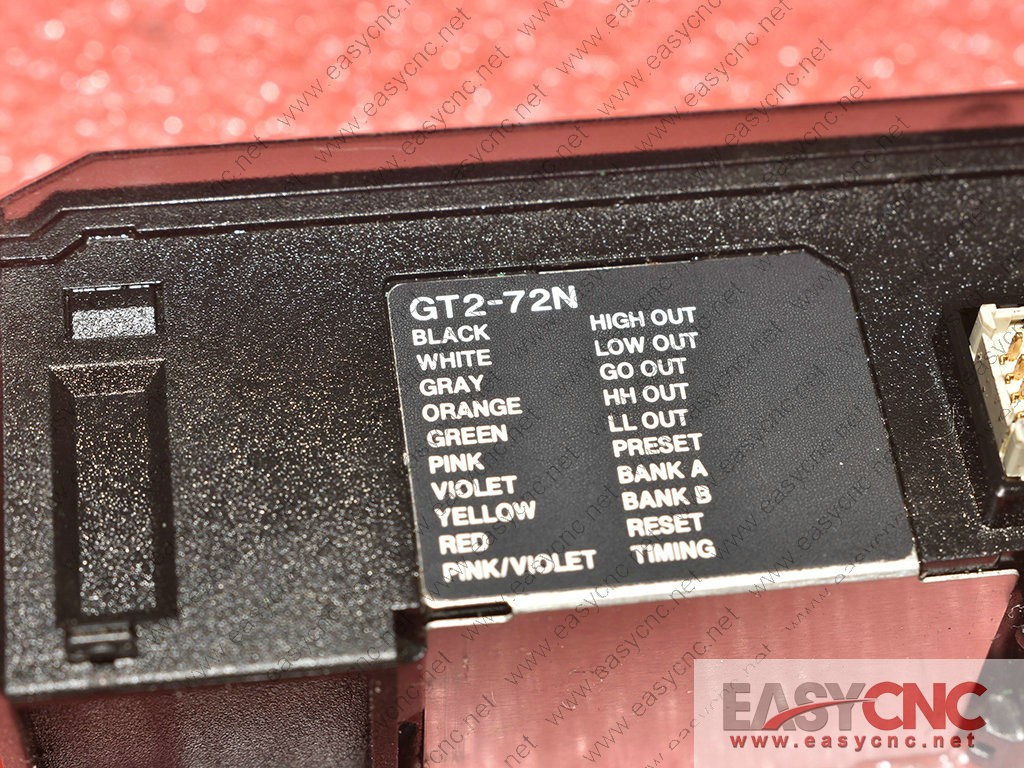 GT2-72N
BLACK HIGH OUT
WHITE LOW OUT
GRAY GO OUT
ORANGE HH OUT
GREEN LL OUT
PINK PRESET
VIOLET BANK A
YELLOW BANK B
RED RESET
PINK/VIOLET TIMING
EASYCNC
www.easycnc.net